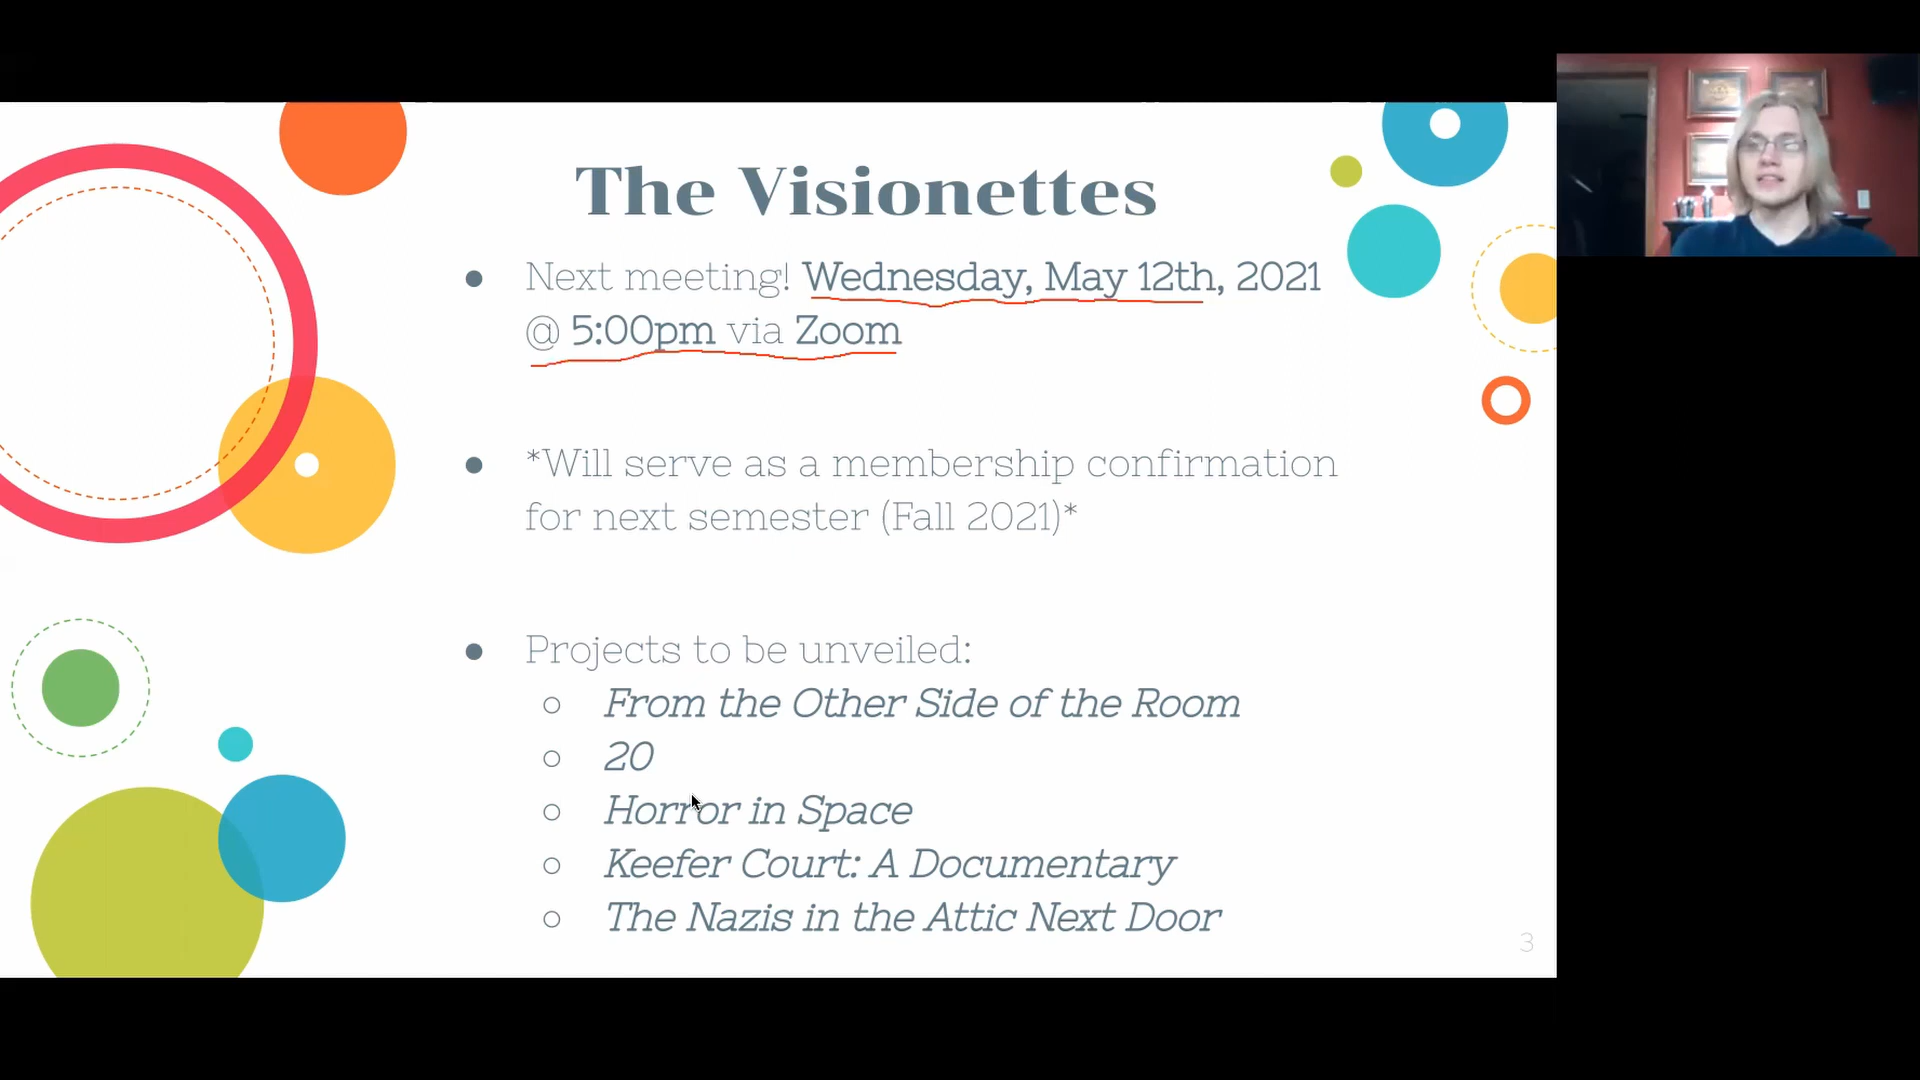 The Visionettes
● Next meeting! Wednesday, May 12th, 2021
@ 5:00pm via Zoom
● *Will serve as a membership confirmation
for next semester (Fall 2021)*
● Projects to be unveiled:
○ From the Other Side of the Room
○ 20
○ Horror in Space
○ Keefer Court: A Documentary
○ The Nazis in the Attic Next Door
3